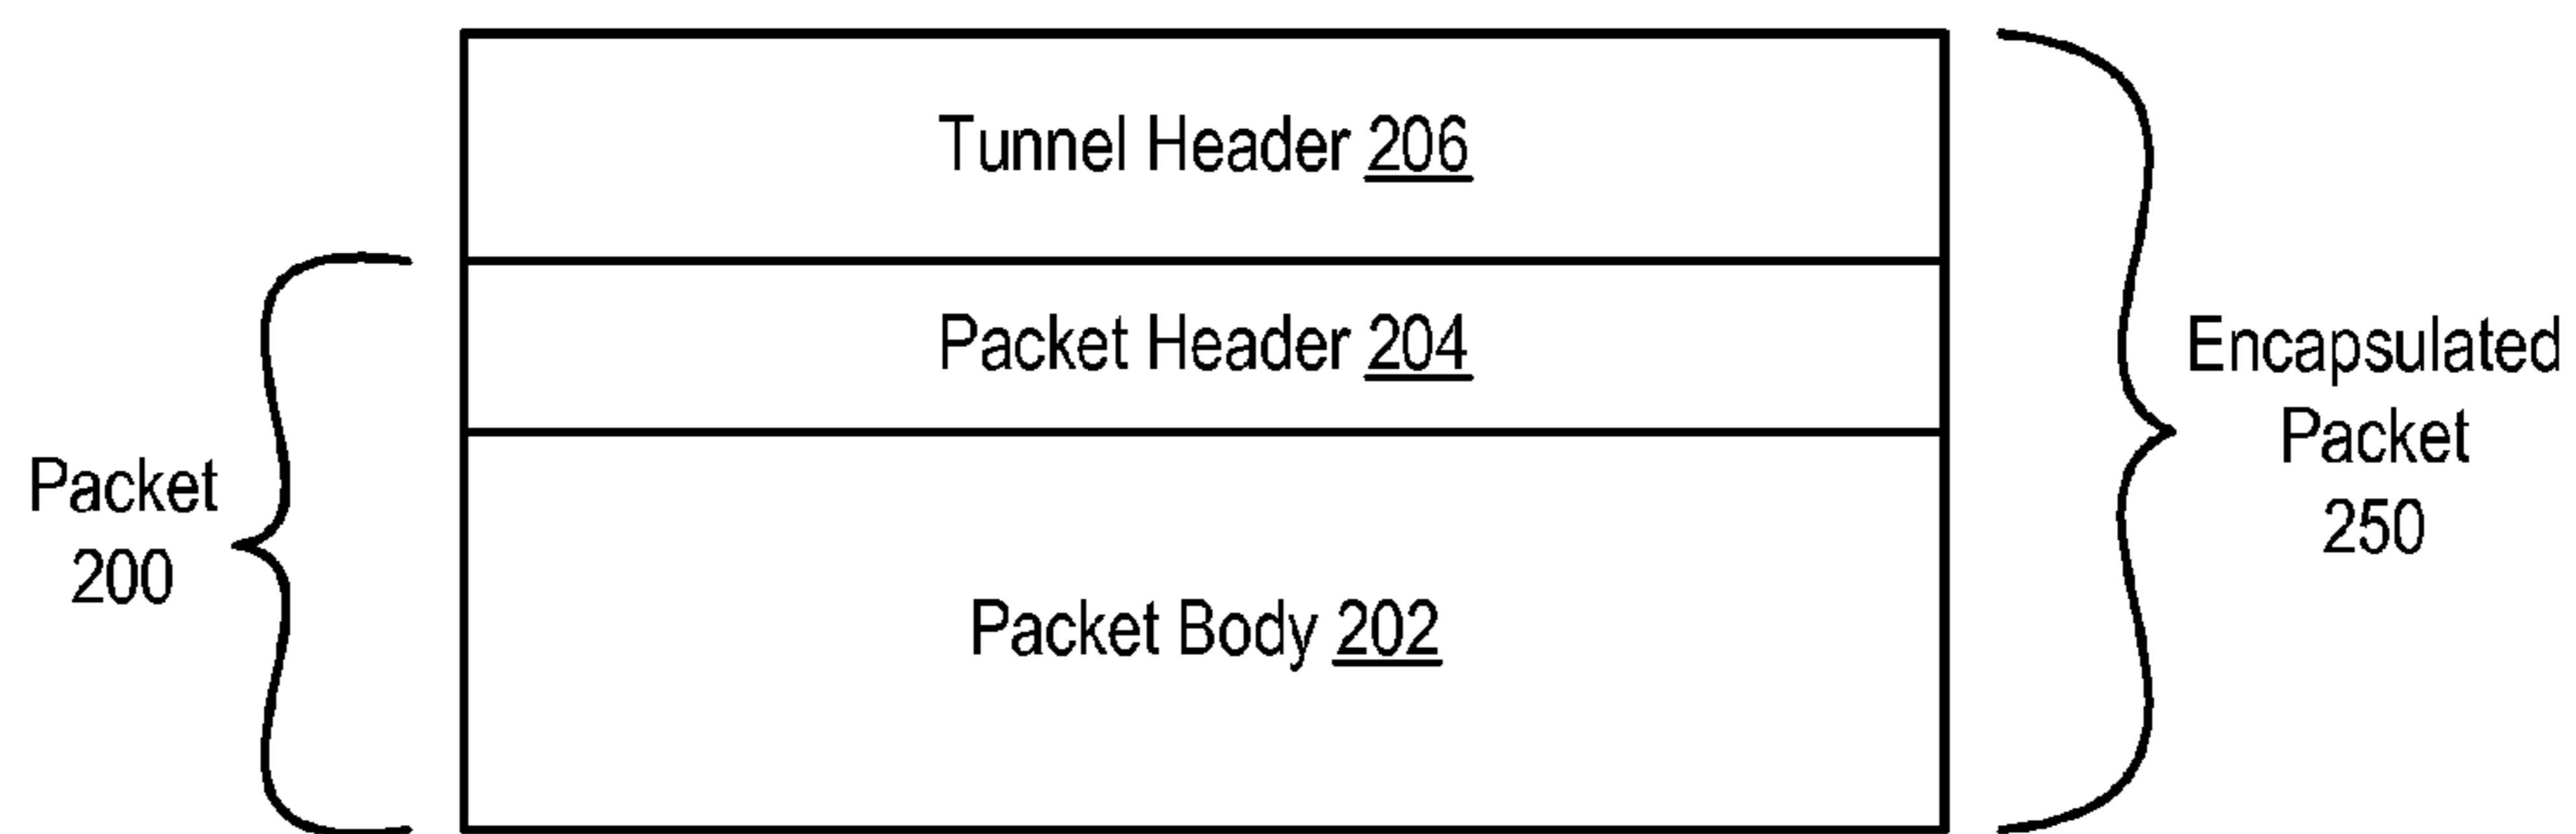 Tunnel Header 206
Packet Header 204
Packet Body 202
Packet
200
Encapsulated
Packet
250